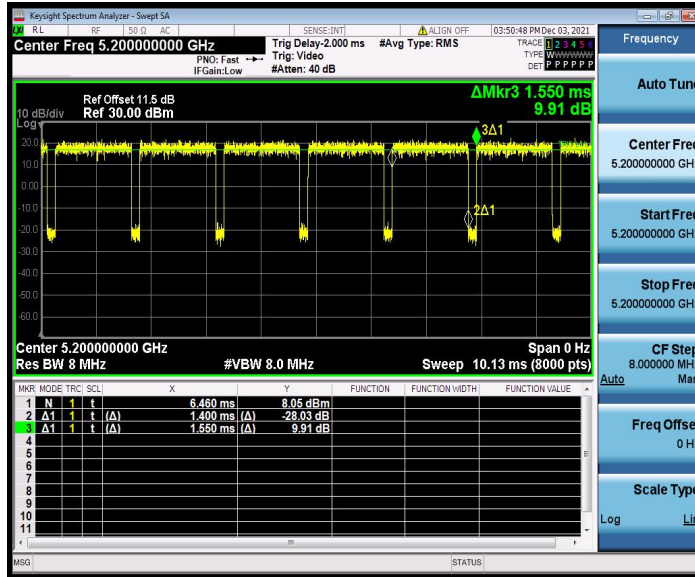 Keysight Spectrum Analyzer - Swept SA
RL RF 50 Ω AC SENSE:INT ALIGN OFF 03:50:48 PM Dec 03, 2021
Center Freq 5.200000000 GHz
PNO: Fast
IFGain:Low
Trig Delay-2.000 ms
Trig: Video
#Atten: 40 dB
#Avg Type: RMS
TRACE 1 2 3 4 5 6
TYPE W
DET P P P P P P
Ref Offset 11.5 dB
10 dB/div Ref 30.00 dBm
Log
ΔMkr3 1.550 ms
9.91 dB
20.0
10.0
0.00
-10.0
-20.0
-30.0
-40.0
-50.0
-60.0
3Δ1
2Δ1
Center 5.200000000 GHz Span 0 Hz
Res BW 8 MHz #VBW 8.0 MHz Sweep 10.13 ms (8000 pts)
MKR MODE TRC SCL X Y FUNCTION FUNCTION WIDTH FUNCTION VALUE
1 N 1 t 6.460 ms 8.05 dBm
2 Δ1 1 t (Δ) 1.400 ms (Δ) -28.03 dB
3 Δ1 1 t (Δ) 1.550 ms (Δ) 9.91 dB
4
5
6
7
8
9
10
11
MSG STATUS
Frequency
Auto Tun
Center Fre
5.200000000 GH
Start Fre
5.200000000 GH
Stop Fre
5.200000000 GH
CF Step
8.000000 MH
Auto Ma
Freq Offse
0 H
Scale Type
Log Li